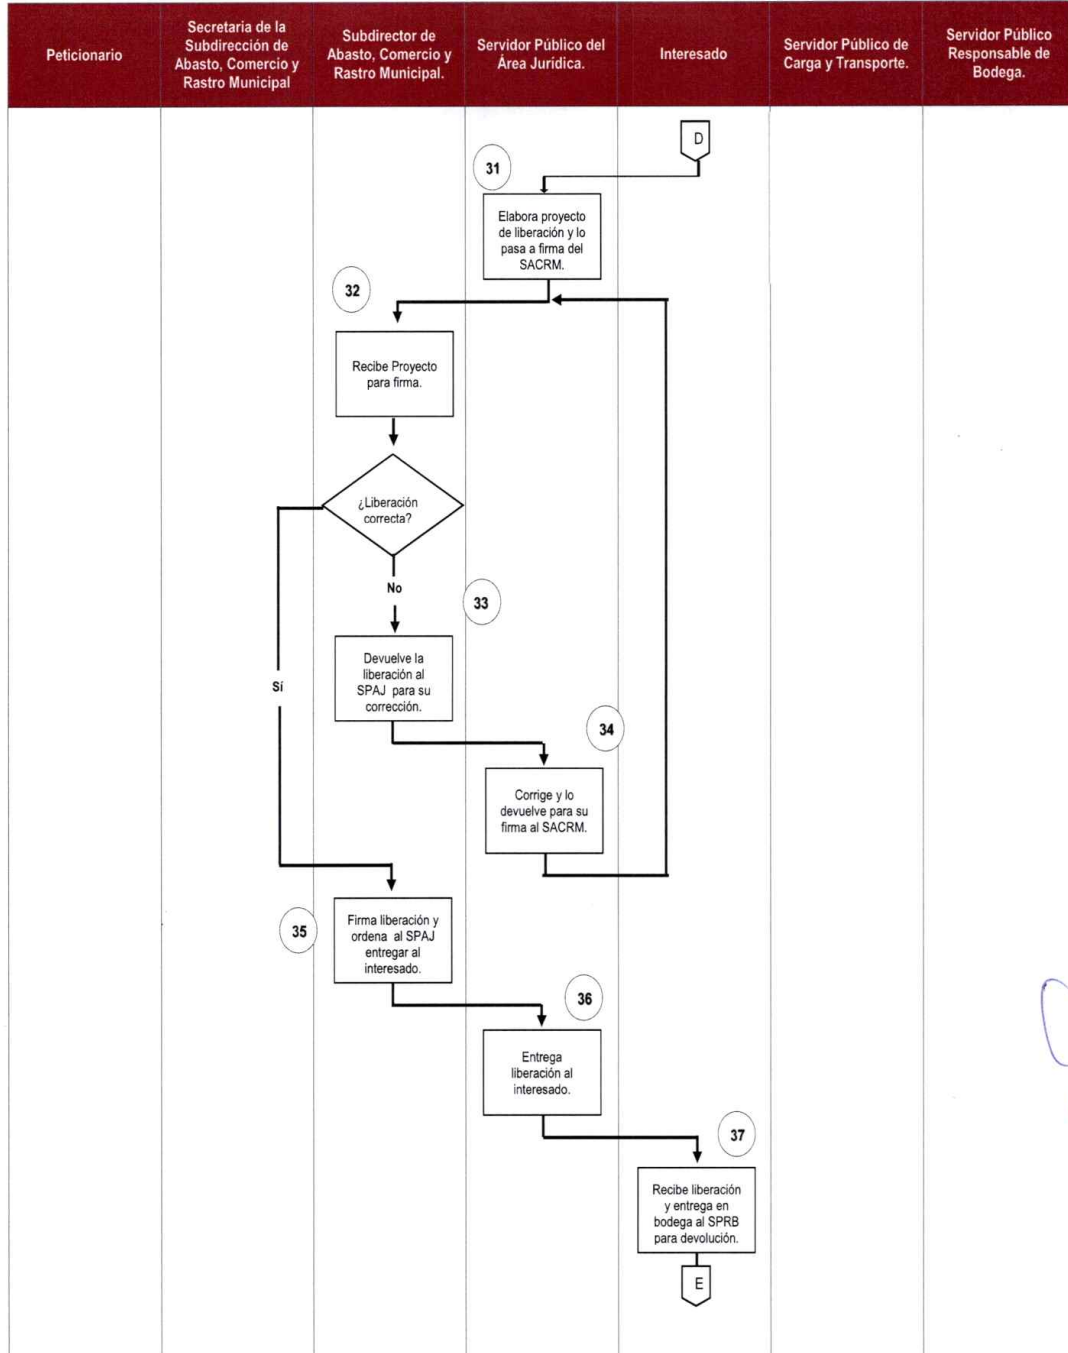 Peticionario
Secretaria de la
Subdirección de
Abasto, Comercio y
Rastro Municipal
Subdirector de
Abasto, Comercio y
Rastro Municipal.
Servidor Público del
Área Jurídica.
Interesado
Servidor Público de
Carga y Transporte.
Servidor Público
Responsable de
Bodega.
D
31
Elabora proyecto
de liberación y lo
pasa a firma del
SACRM.
32
Recibe Proyecto
para firma.
¿Liberación
correcta?
No
33
Devuelve la
liberación al
SPAJ para su
corrección.
Sí
34
Corrige y lo
devuelve para su
firma al SACRM.
35
Firma liberación y
ordena al SPAJ
entregar al
interesado.
36
Entrega
liberación al
interesado.
37
Recibe liberación
y entrega en
bodega al SPRB
para devolución.
E